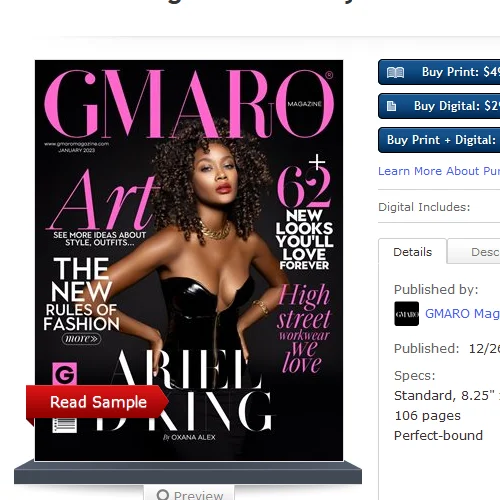 GMARO®
MAGAZINE
www.gmaromagazine.com
JANUARY 2023
Art
SEE MORE IDEAS ABOUT
STYLE, OUTFITS...
THE
NEW
RULES OF
FASHION
more»
+
62
NEW
LOOKS
YOU'LL
LOVE
FOREVER
High
street
workwear
we
love
ARIEL
D'KING
By OXANA ALEX
G
Read Sample
Preview
Buy Print: $49
Buy Digital: $2
Buy Print + Digital:
Learn More About Pu
Digital Includes:
Details
Desc
Published by:
GMARO
GMARO Mag
Published: 12/2
Specs:
Standard, 8.25"
106 pages
Perfect-bound